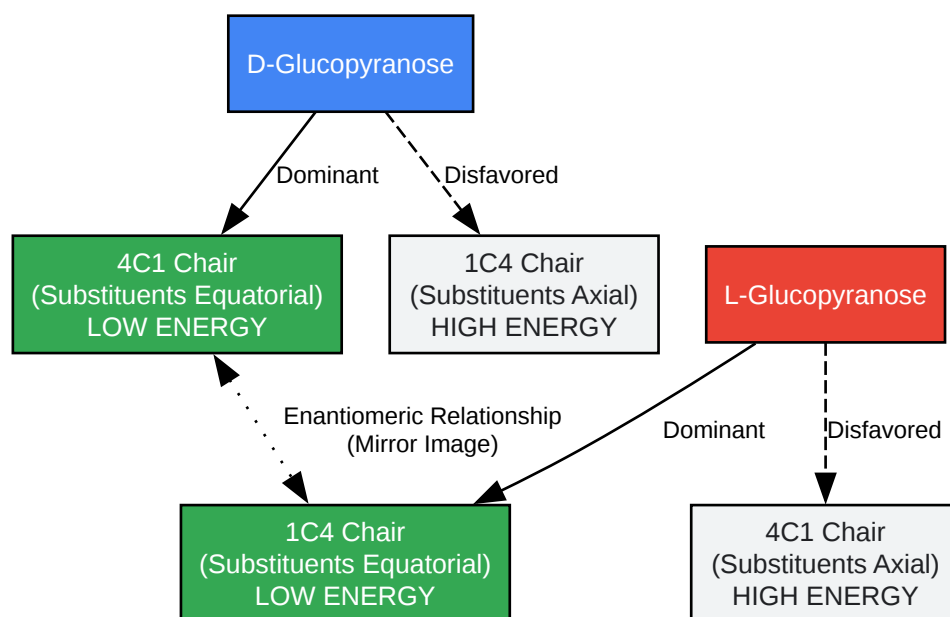 D-Glucopyranose
Dominant
Disfavored
4C1 Chair
(Substituents Equatorial)
LOW ENERGY
1C4 Chair
(Substituents Axial)
HIGH ENERGY
L-Glucopyranose
Enantiomeric Relationship
(Mirror Image)
Dominant
Disfavored
1C4 Chair
(Substituents Equatorial)
LOW ENERGY
4C1 Chair
(Substituents Axial)
HIGH ENERGY